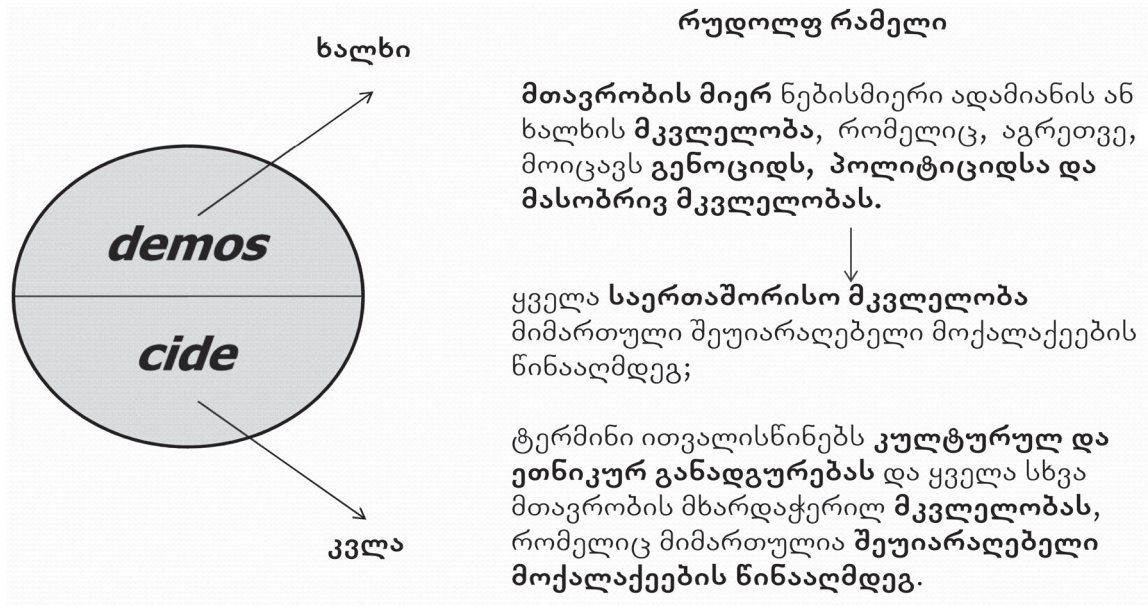 ხალხი
demos
cide
კვლა
რუდოლფ რამელი
მთავრობის მიერ ნებისმიერი ადამიანის ან
ხალხის მკვლელობა, რომელიც, აგრეთვე,
მოიცავს გენოციდს, პოლიტიციდსა და
მასობრივ მკვლელობას.
ყველა საერთაშორისო მკვლელობა
მიმართული შეუიარაღებელი მოქალაქეების
წინააღმდეგ;
ტერმინი ითვალისწინებს კულტურულ და
ეთნიკურ განადგურებას და ყველა სხვა
მთავრობის მხარდაჭერილ მკვლელობას,
რომელიც მიმართულია შეუიარაღებელი
მოქალაქეების წინააღმდეგ.